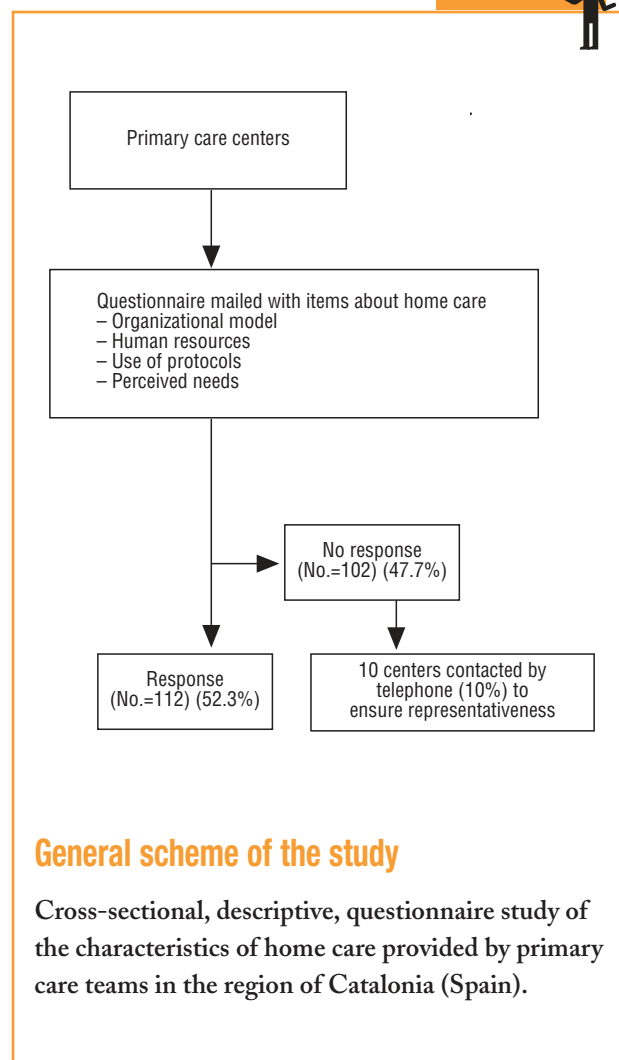 Primary care centers
Questionnaire mailed with items about home care
– Organizational model
– Human resources
– Use of protocols
– Perceived needs
No response
(No.=102) (47.7%)
Response
(No.=112) (52.3%)
10 centers contacted by
telephone (10%) to
ensure representativeness
General scheme of the study
Cross-sectional, descriptive, questionnaire study of
the characteristics of home care provided by primary
care teams in the region of Catalonia (Spain).